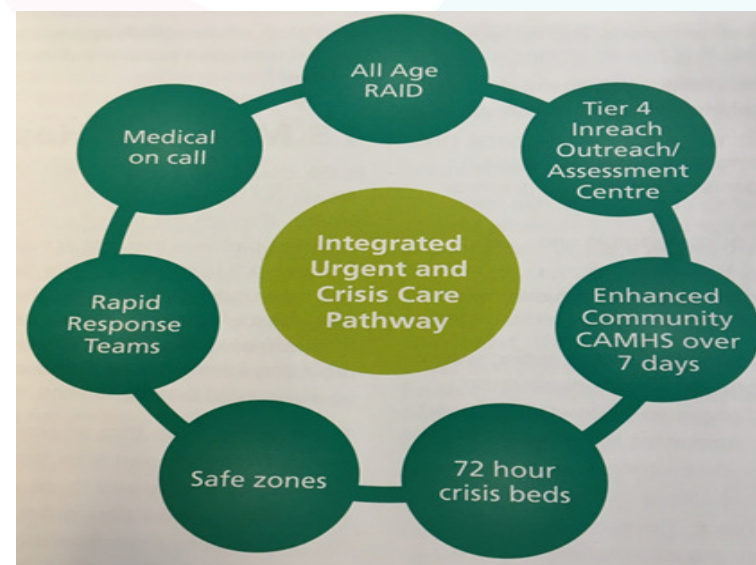 All Age
RAID
Tier 4
Inreach
Outreach/
Assessment
Centre
Enhanced
Community
CAMHS over
7 days
72 hour
crisis beds
Safe zones
Rapid
Response
Teams
Medical
on call
Integrated
Urgent and
Crisis Care
Pathway